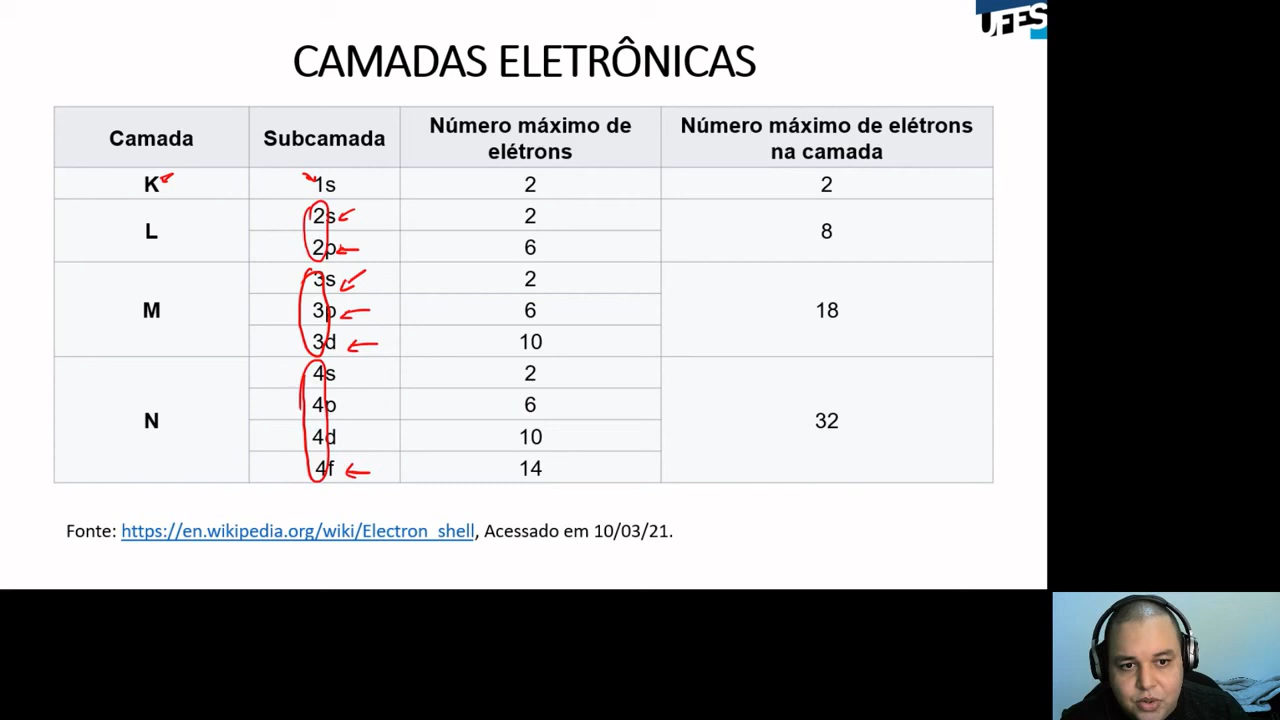 UFES
CAMADAS ELETRÔNICAS
Camada
Subcamada
Número máximo de
elétrons
Número máximo de elétrons
na camada
K
1s
2
2
L
2s
2
8
2p
6
M
3s
2
18
3p
6
3d
10
N
4s
2
32
4p
6
4d
10
4f
14
Fonte: https://en.wikipedia.org/wiki/Electron_shell, Acessado em 10/03/21.